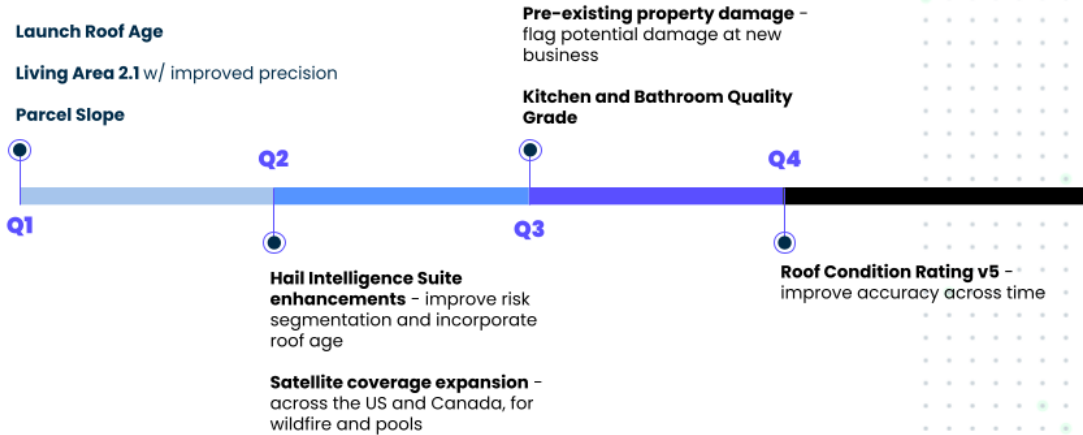 Launch Roof Age
Living Area 2.1 w/ improved precision
Parcel Slope
Q1
Q2
Hail Intelligence Suite
enhancements - improve risk
segmentation and incorporate
roof age
Satellite coverage expansion -
across the US and Canada, for
wildfire and pools
Pre-existing property damage -
flag potential damage at new
business
Kitchen and Bathroom Quality
Grade
Q3
Q4
Roof Condition Rating v5 -
improve accuracy across time